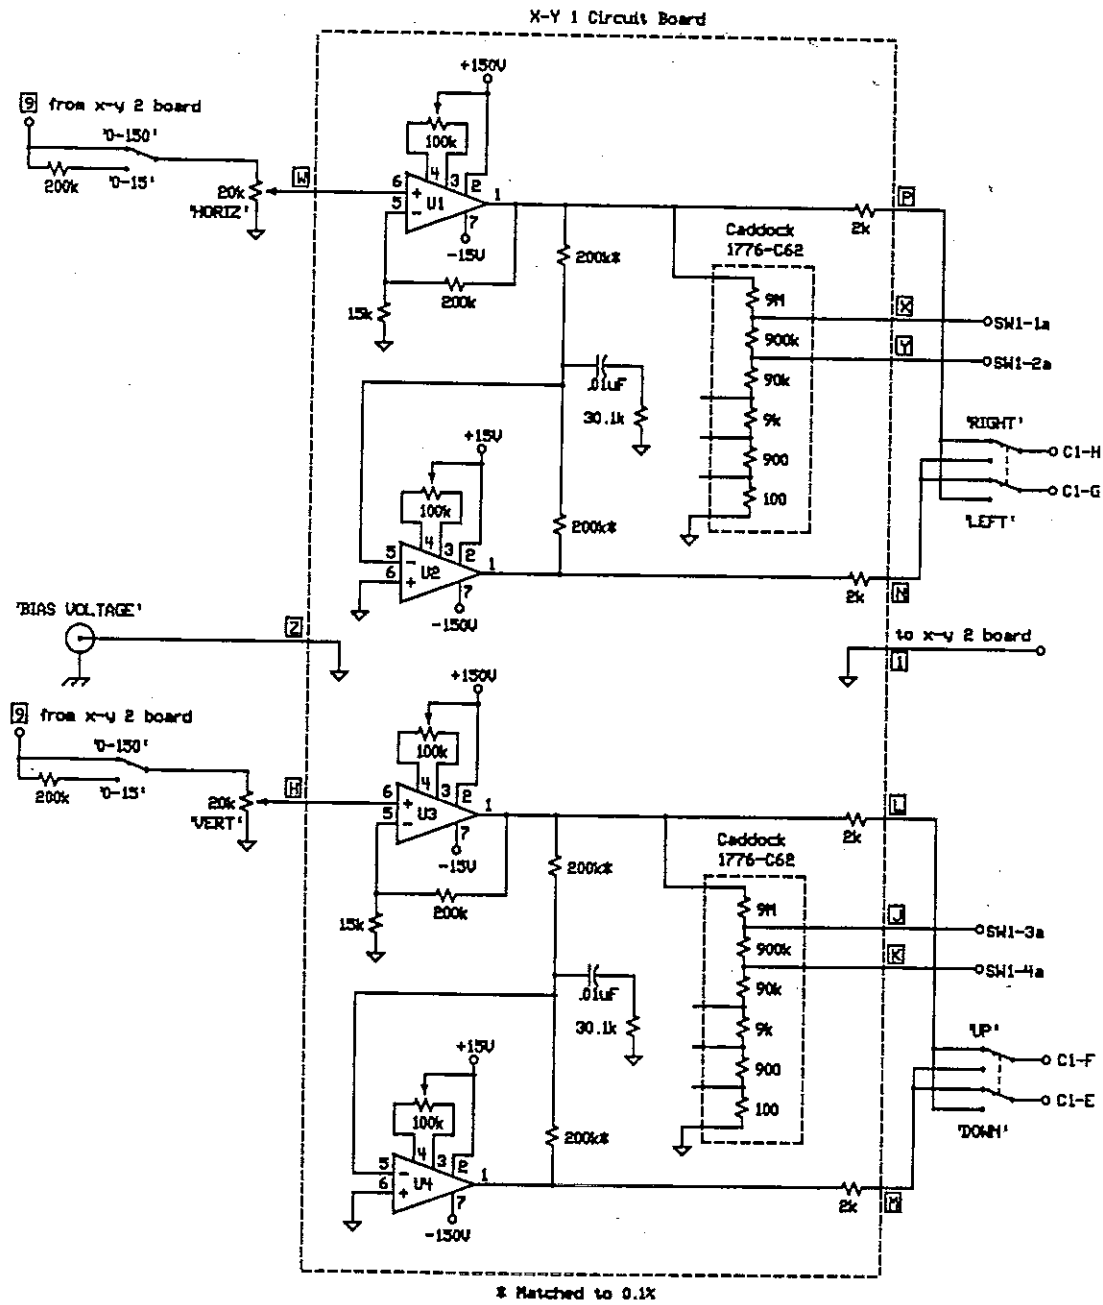 X-Y 1 Circuit Board
+150V
9 from x-y 2 board
'0-150'
100k
200k
'0-15'
20k
'HORIZ'
W
4 3 2
6 + U1 1
5 -
7
-15V
200k
15k
200k*
2k
P
Caddock
1776-C62
9M
X
SW1-1a
900k
Y
SW1-2a
90k
.01uF
30.1k
9k
900
100
'RIGHT'
C1-H
C1-G
'LEFT'
+15V
100k
4 3 2
5 - U2 1
6 +
7
-150V
200k*
2k
N
'BIAS VOLTAGE'
Z
to x-y 2 board
1
+150V
9 from x-y 2 board
'0-150'
100k
200k
'0-15'
20k
'VERT'
H
4 3 2
6 + U3 1
5 -
7
-15V
200k
15k
200k*
2k
L
Caddock
1776-C62
9M
J
SW1-3a
900k
K
SW1-4a
90k
.01uF
30.1k
9k
900
100
'UP'
C1-F
C1-E
'DOWN'
+15V
100k
4 3 2
5 - U4 1
6 +
7
-150V
200k*
2k
M
* Matched to 0.1%